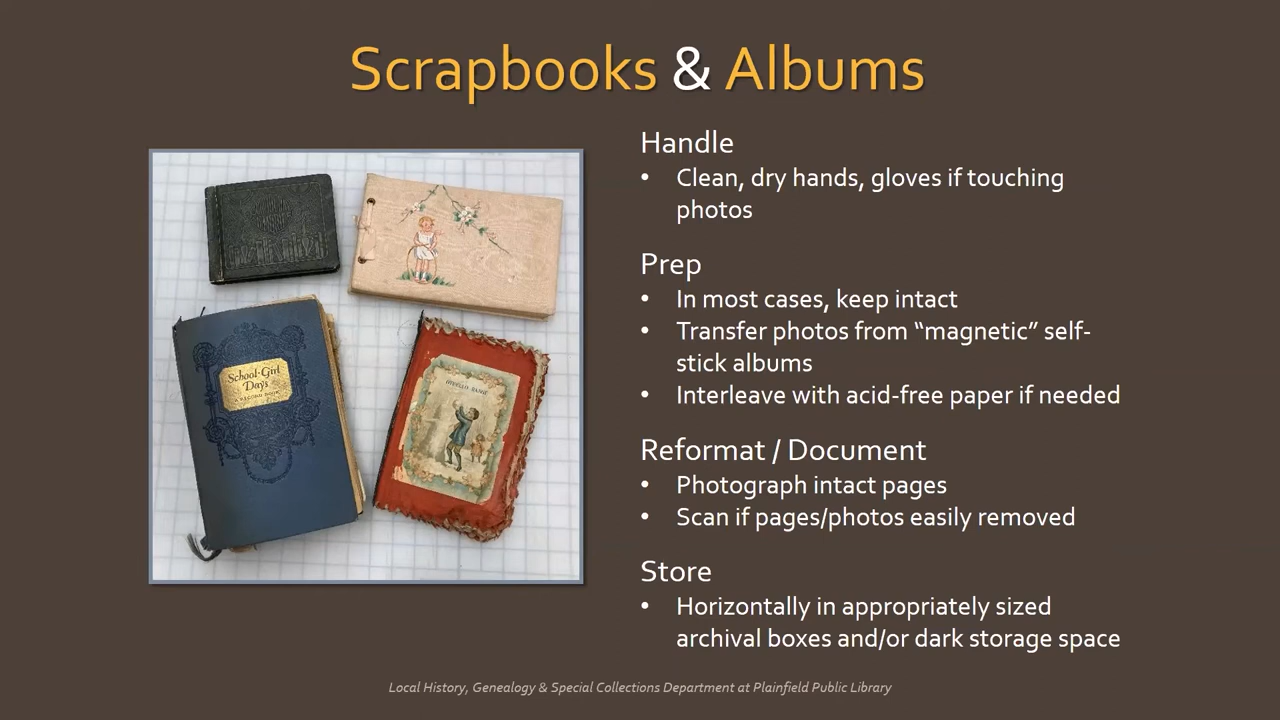 Scrapbooks & Albums
Handle
• Clean, dry hands, gloves if touching
photos
Prep
• In most cases, keep intact
• Transfer photos from “magnetic” self-
stick albums
• Interleave with acid-free paper if needed
Reformat / Document
• Photograph intact pages
• Scan if pages/photos easily removed
Store
• Horizontally in appropriately sized
archival boxes and/or dark storage space
School-Girl
Days
A RECORD BOOK
Local History, Genealogy & Special Collections Department at Plainfield Public Library